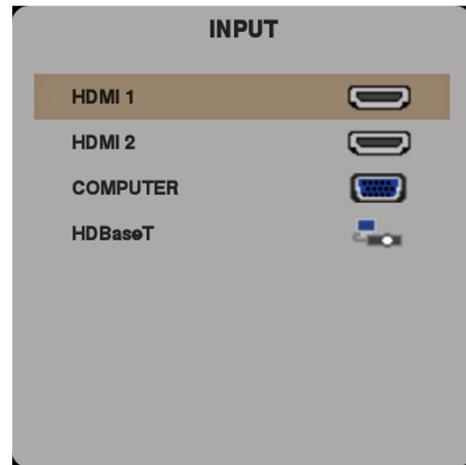 INPUT
HDMI 1
HDMI 2
COMPUTER
HDBaseT